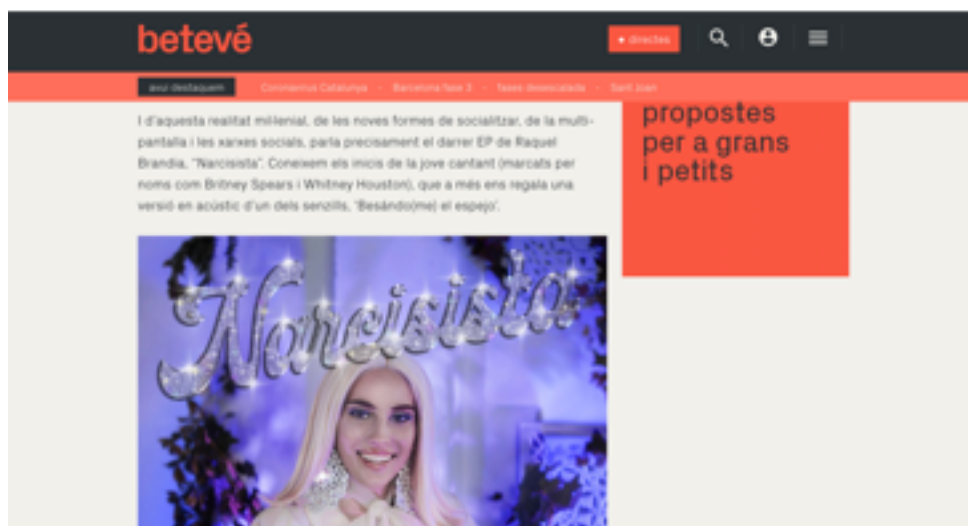 betevé
directes
avui destaquem
Coronavirus Catalunya - Barcelona fase 3 - fases desescalada - Sant Joan
propostes
per a grans
i petits
I d'aquesta realitat mil·lenial, de les noves formes de socialitzar, de la multi-
pantalla i les xarxes socials, parla precisament el darrer EP de Raquel
Brandia, "Narcisista". Coneixem els inicis de la jove cantant (marcats per
noms com Britney Spears i Whitney Houston), que a més ens regala una
versió en acústic d'un dels senzills, 'Besándo(me) el espejo'.
Narcisista